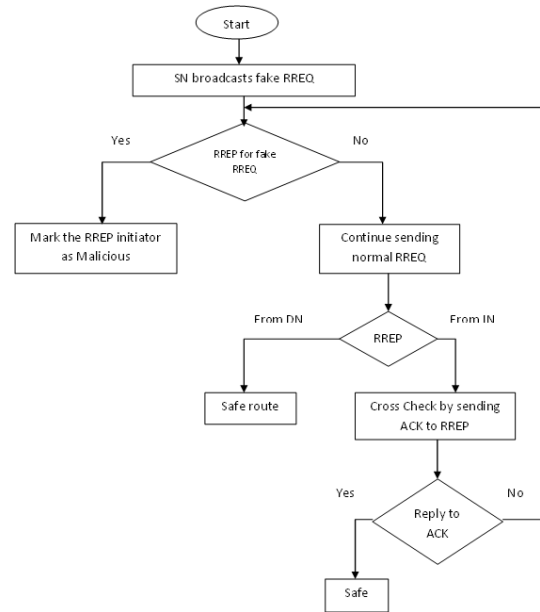 Start
SN broadcasts fake RREQ
Yes
No
RREP for fake
RREQ
Mark the RREP initiator
as Malicious
Continue sending
normal RREQ
From DN
From IN
RREP
Safe route
Cross Check by sending
ACK to RREP
Yes
No
Reply to
ACK
Safe